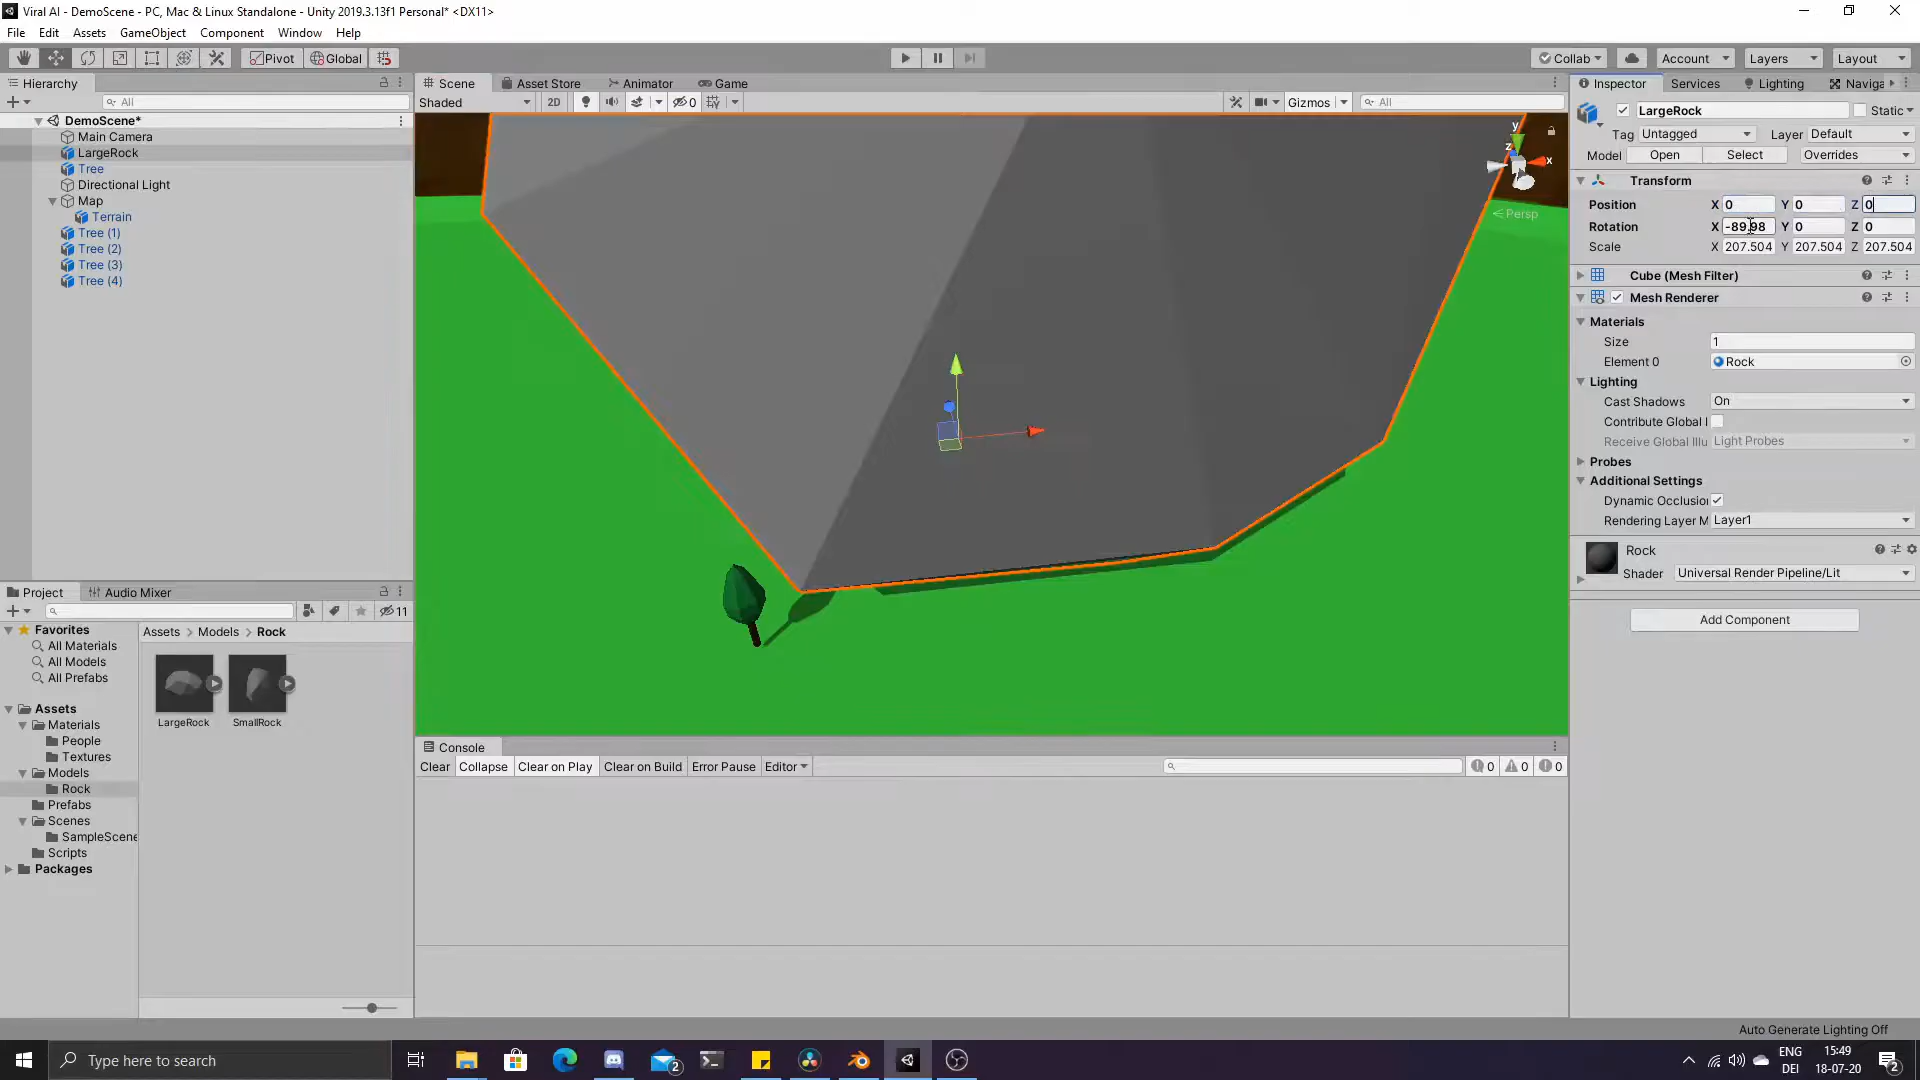 Viral AI - DemoScene - PC, Mac & Linux Standalone - Unity 2019.3.13f1 Personal* <DX11>
File Edit Assets GameObject Component Window Help
Pivot Global Collab Account Layers Layout
Hierarchy
All
DemoScene*
Main Camera
LargeRock
Tree
Directional Light
Map
Terrain
Tree (1)
Tree (2)
Tree (3)
Tree (4)
Scene Asset Store Animator Game
Shaded 2D 0 Gizmos All
y
z x
Persp
Inspector Services Lighting Naviga
LargeRock Static
Tag Untagged Layer Default
Model Open Select Overrides
Transform
Position X 0 Y 0 Z 0
Rotation X -89.98 Y 0 Z 0
Scale X 207.504 Y 207.504 Z 207.504
Cube (Mesh Filter)
Mesh Renderer
Materials
Size 1
Element 0 Rock
Lighting
Cast Shadows On
Contribute Global I
Receive Global Illu Light Probes
Probes
Additional Settings
Dynamic Occlusion
Rendering Layer M Layer1
Rock
Shader Universal Render Pipeline/Lit
Add Component
Project Audio Mixer
11
Favorites
All Materials
All Models
All Prefabs
Assets
Materials
People
Textures
Models
Rock
Prefabs
Scenes
SampleScene
Scripts
Packages
Assets > Models > Rock
LargeRock SmallRock
Console
Clear Collapse Clear on Play Clear on Build Error Pause Editor 0 0 0
Auto Generate Lighting Off
Type here to search
2
ENG
DEI
15:49
18-07-20
2